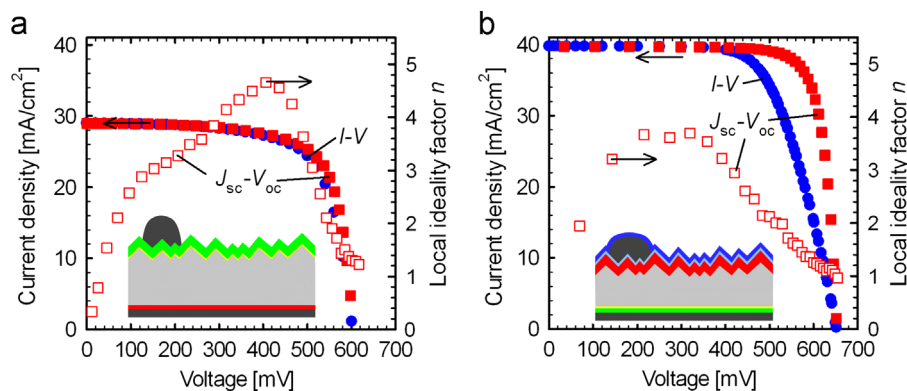 a
40
30
20
10
0
Current density [mA/cm²]
5
4
3
2
1
0
Local ideality factor n
I-V
Jsc-Voc
0 100 200 300 400 500 600 700
Voltage [mV]
b
40
30
20
10
0
Current density [mA/cm²]
5
4
3
2
1
0
Local ideality factor n
I-V
Jsc-Voc
0 100 200 300 400 500 600 700
Voltage [mV]